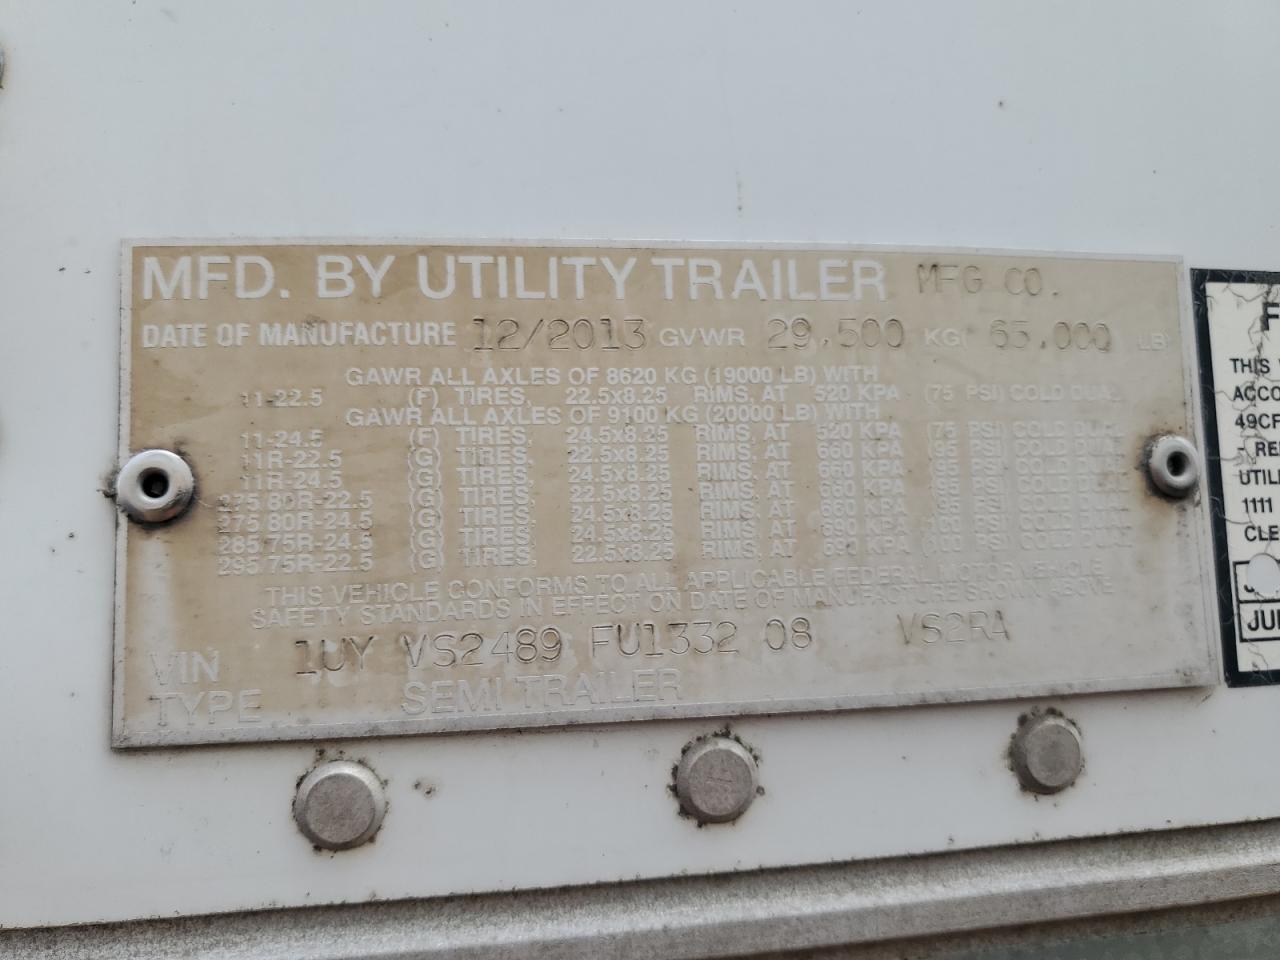 MFD. BY UTILITY TRAILER MFG CO.
DATE OF MANUFACTURE 12/2013 GVWR 29,500 KG( 65,000 LB)
GAWR ALL AXLES OF 8620 KG (19000 LB) WITH
11-22.5 (F) TIRES, 22.5x8.25 RIMS, AT 520 KPA (75 PSI) COLD DUAL
GAWR ALL AXLES OF 9100 KG (20000 LB) WITH
11-24.5 (F) TIRES, 24.5x8.25 RIMS, AT 520 KPA (75 PSI) COLD DUAL
11R-22.5 (G) TIRES, 22.5x8.25 RIMS, AT 660 KPA (95 PSI) COLD DUAL
11R-24.5 (G) TIRES, 24.5x8.25 RIMS, AT 660 KPA (95 PSI) COLD DUAL
275/80R-22.5 (G) TIRES, 22.5x8.25 RIMS, AT 660 KPA (95 PSI) COLD DUAL
275/80R-24.5 (G) TIRES, 24.5x8.25 RIMS, AT 660 KPA (95 PSI) COLD DUAL
285/75R-24.5 (G) TIRES, 24.5x8.25 RIMS, AT 690 KPA (100 PSI) COLD DUAL
295/75R-22.5 (G) TIRES, 22.5x8.25 RIMS, AT 690 KPA (100 PSI) COLD DUAL
THIS VEHICLE CONFORMS TO ALL APPLICABLE FEDERAL MOTOR VEHICLE
SAFETY STANDARDS IN EFFECT ON DATE OF MANUFACTURE SHOWN ABOVE
VIN 1UY VS2489 FU1332 08 VS2RA
TYPE SEMI TRAILER
F
THIS
ACCO
49CF
- RE
UTIL
1111
CLE
JU